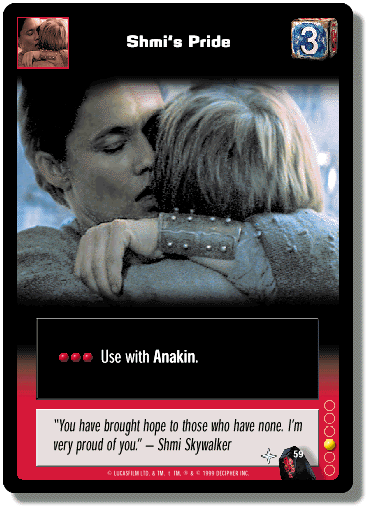 Shmi's Pride
3
Use with Anakin.
"You have brought hope to those who have none. I'm
very proud of you." – Shmi Skywalker
59
© LUCASFILM LTD. & TM. † TM, ® & © 1999 DECIPHER INC.